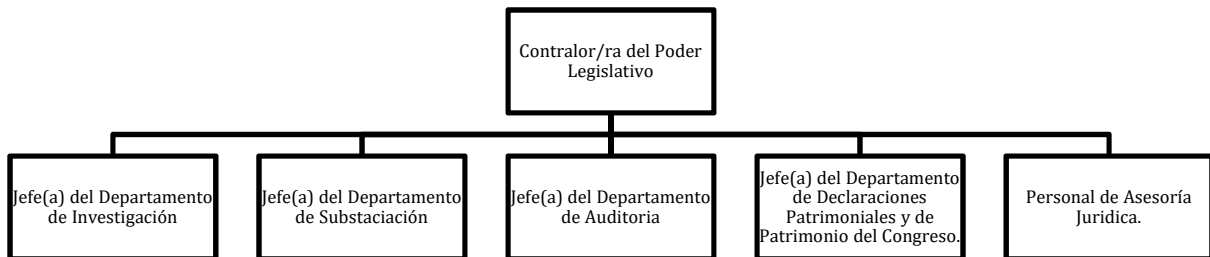 Contralor/ra del Poder
Legislativo
Jefe(a) del Departamento
de Investigación
Jefe(a) del Departamento
de Substaciación
Jefe(a) del Departamento
de Auditoria
Jefe(a) del Departamento
de Declaraciones
Patrimoniales y de
Patrimonio del Congreso.
Personal de Asesoría
Juridica.